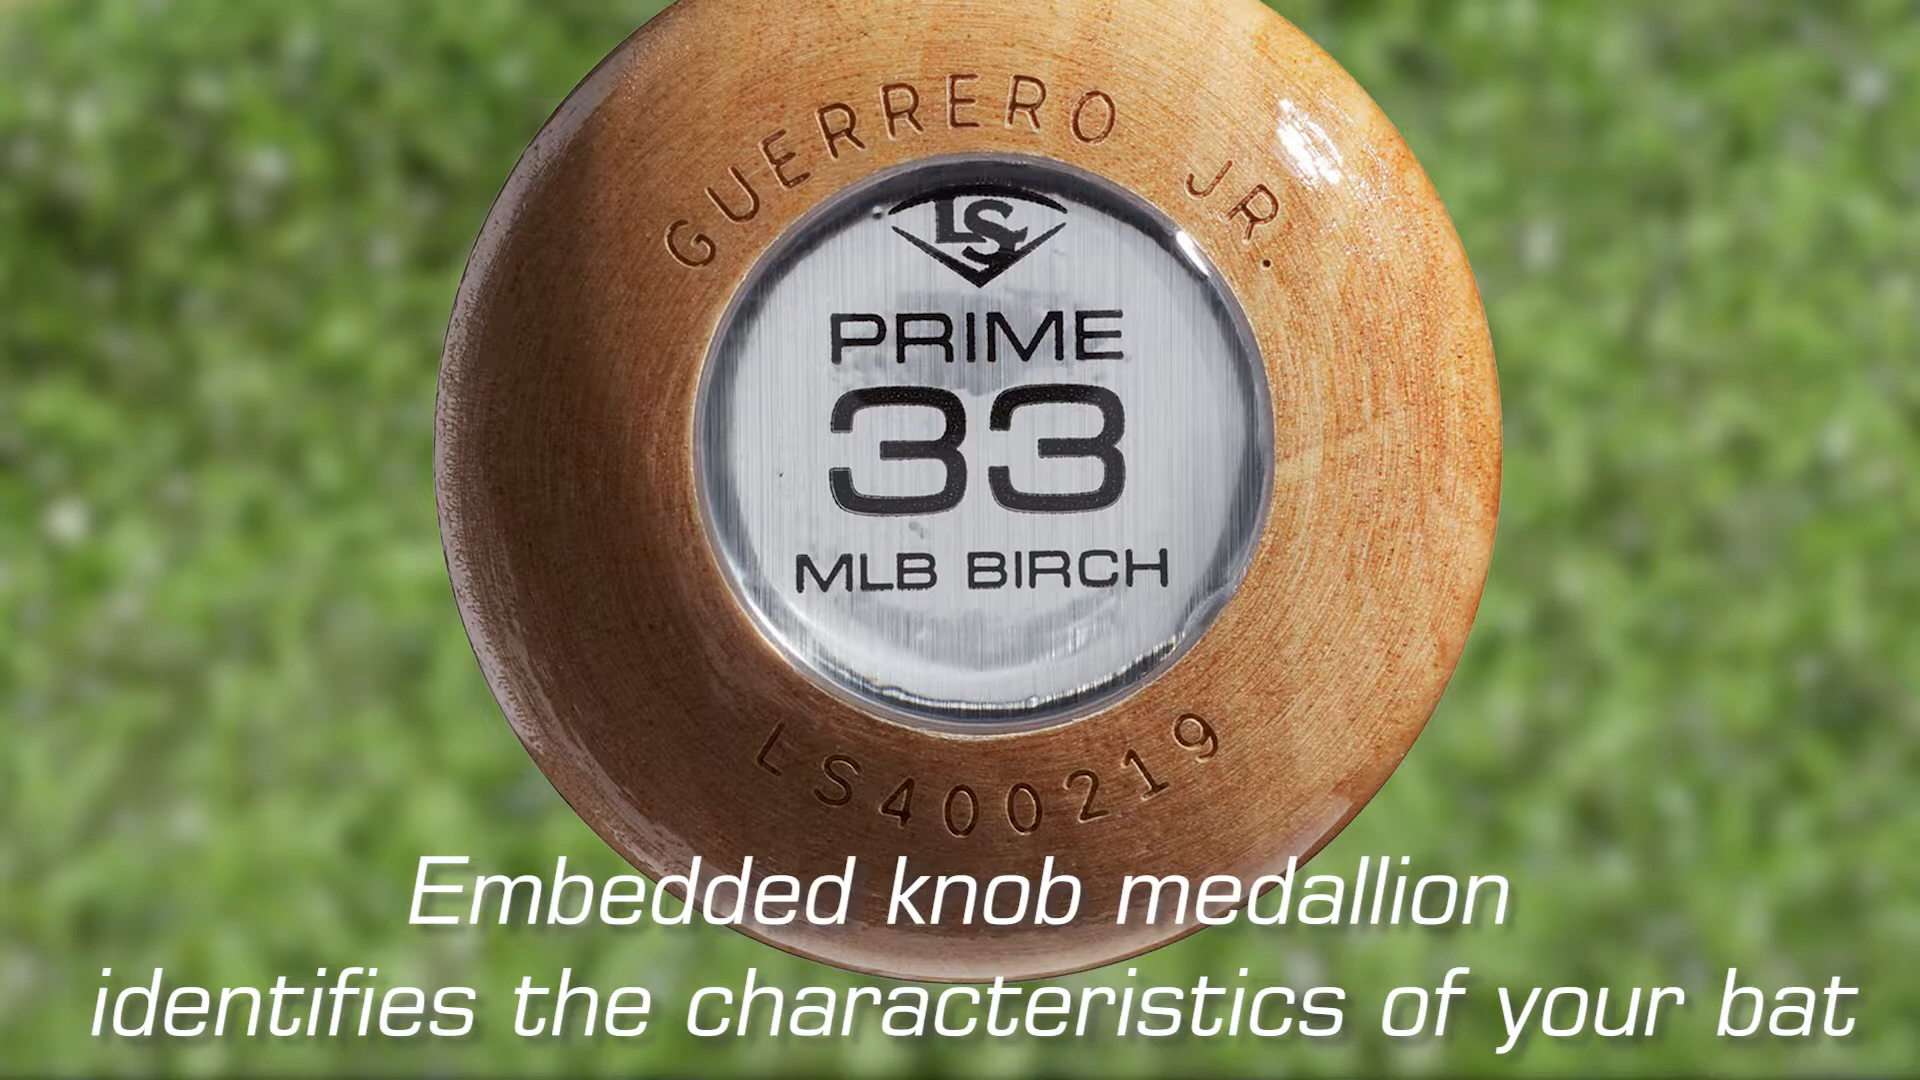 GUERRERO JR.
LS
PRIME
33
MLB BIRCH
LS400219
Embedded knob medallion
identifies the characteristics of your bat